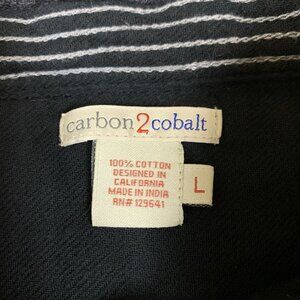 carbon2cobalt
100% COTTON
DESIGNED IN
CALIFORNIA
MADE IN INDIA
RN# 129641
L